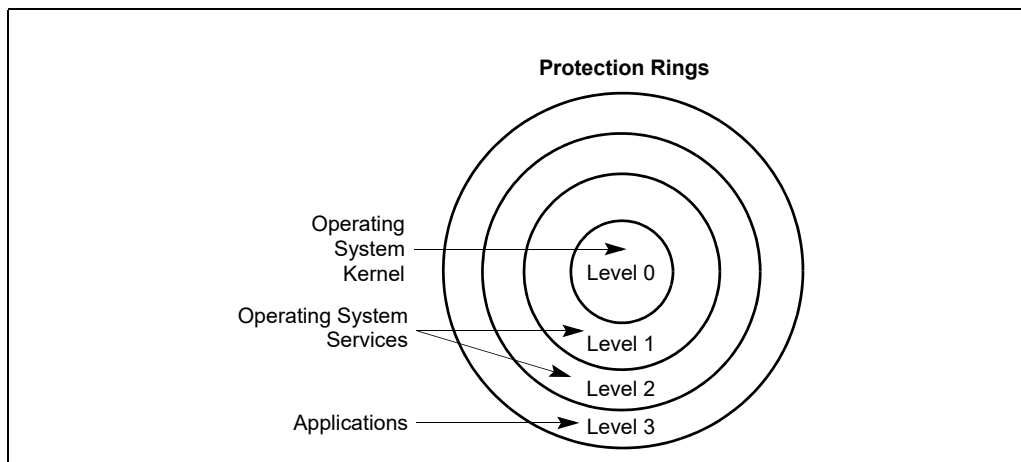 Protection Rings
Operating
System
Kernel
Level 0
Operating System
Services
Level 1
Level 2
Applications
Level 3